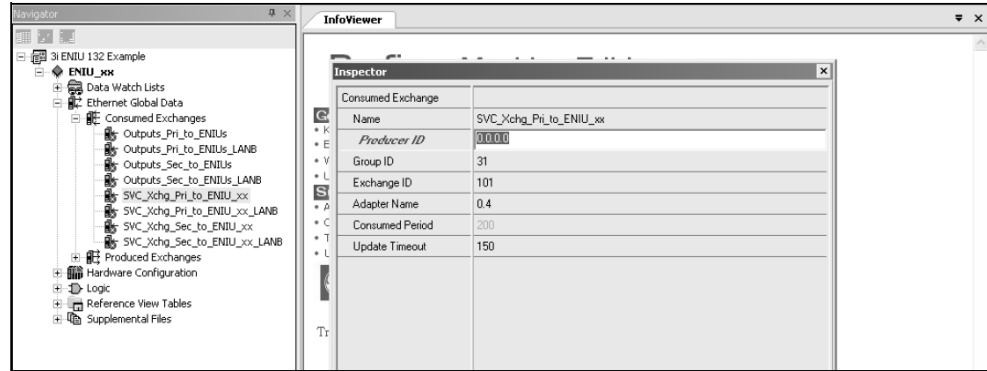 Navigator
3i ENIU 132 Example
ENIU_xx
Data Watch Lists
Ethernet Global Data
Consumed Exchanges
Outputs_Pri_to_ENIUs
Outputs_Pri_to_ENIUs_LANB
Outputs_Sec_to_ENIUs
Outputs_Sec_to_ENIUs_LANB
SVC_Xchg_Pri_to_ENIU_xx
SVC_Xchg_Pri_to_ENIU_xx_LANB
SVC_Xchg_Sec_to_ENIU_xx
SVC_Xchg_Sec_to_ENIU_xx_LANB
Produced Exchanges
Hardware Configuration
Logic
Reference View Tables
Supplemental Files
InfoViewer
Inspector
Consumed Exchange
Name SVC_Xchg_Pri_to_ENIU_xx
Producer ID 0.0.0.0
Group ID 31
Exchange ID 101
Adapter Name 0.4
Consumed Period 200
Update Timeout 150